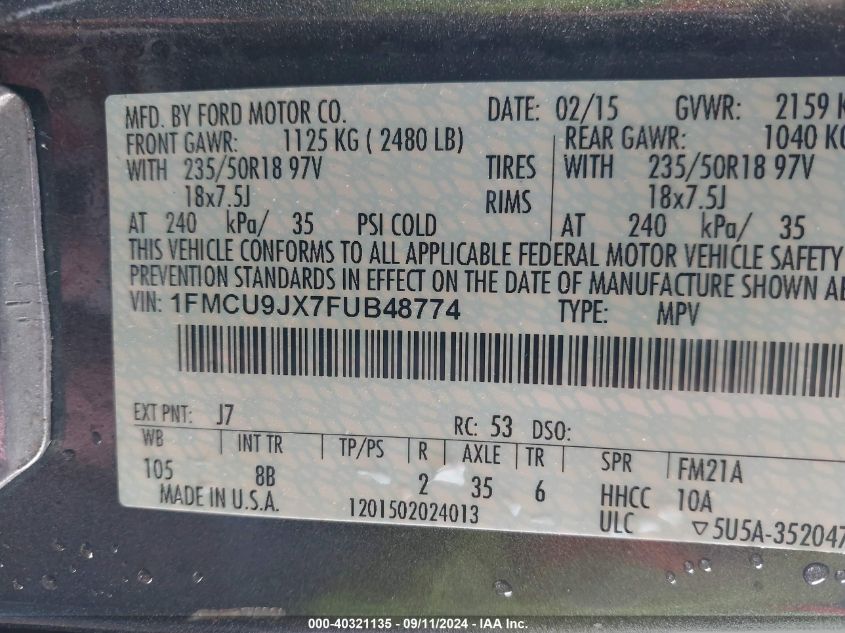 MFD. BY FORD MOTOR CO. DATE: 02/15 GVWR: 2159 K
FRONT GAWR: 1125 KG ( 2480 LB) REAR GAWR: 1040 KG
WITH 235/50R18 97V TIRES WITH 235/50R18 97V
18x7.5J RIMS 18x7.5J
AT 240 kPa/ 35 PSI COLD AT 240 kPa/ 35
THIS VEHICLE CONFORMS TO ALL APPLICABLE FEDERAL MOTOR VEHICLE SAFETY
PREVENTION STANDARDS IN EFFECT ON THE DATE OF MANUFACTURE SHOWN AB
VIN: 1FMCU9JX7FUB48774 TYPE: MPV
EXT PNT: J7 RC: 53 DSO:
WB INT TR TP/PS R AXLE TR SPR FM21A
105 8B 2 35 6 HHCC 10A
MADE IN U.S.A. 1201502024013 ULC ▽5U5A-352047
000-40321135 - 09/11/2024 - IAA Inc.